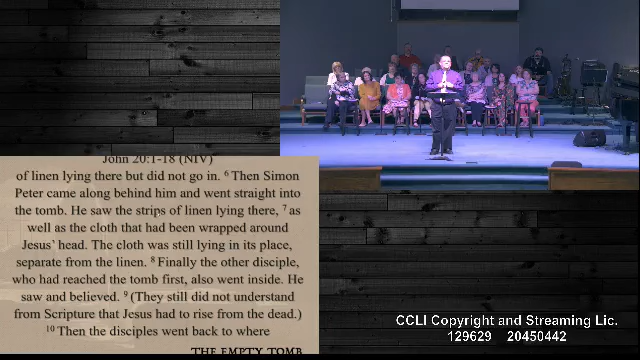 John 20:1-18 (NIV)
of linen lying there but did not go in. 6 Then Simon
Peter came along behind him and went straight into
the tomb. He saw the strips of linen lying there, 7 as
well as the cloth that had been wrapped around
Jesus' head. The cloth was still lying in its place,
separate from the linen. 8 Finally the other disciple,
who had reached the tomb first, also went inside. He
saw and believed. 9 (They still did not understand
from Scripture that Jesus had to rise from the dead.)
10 Then the disciples went back to where
THE EMPTY TOMB
CCLI Copyright and Streaming Lic.
129629 20450442